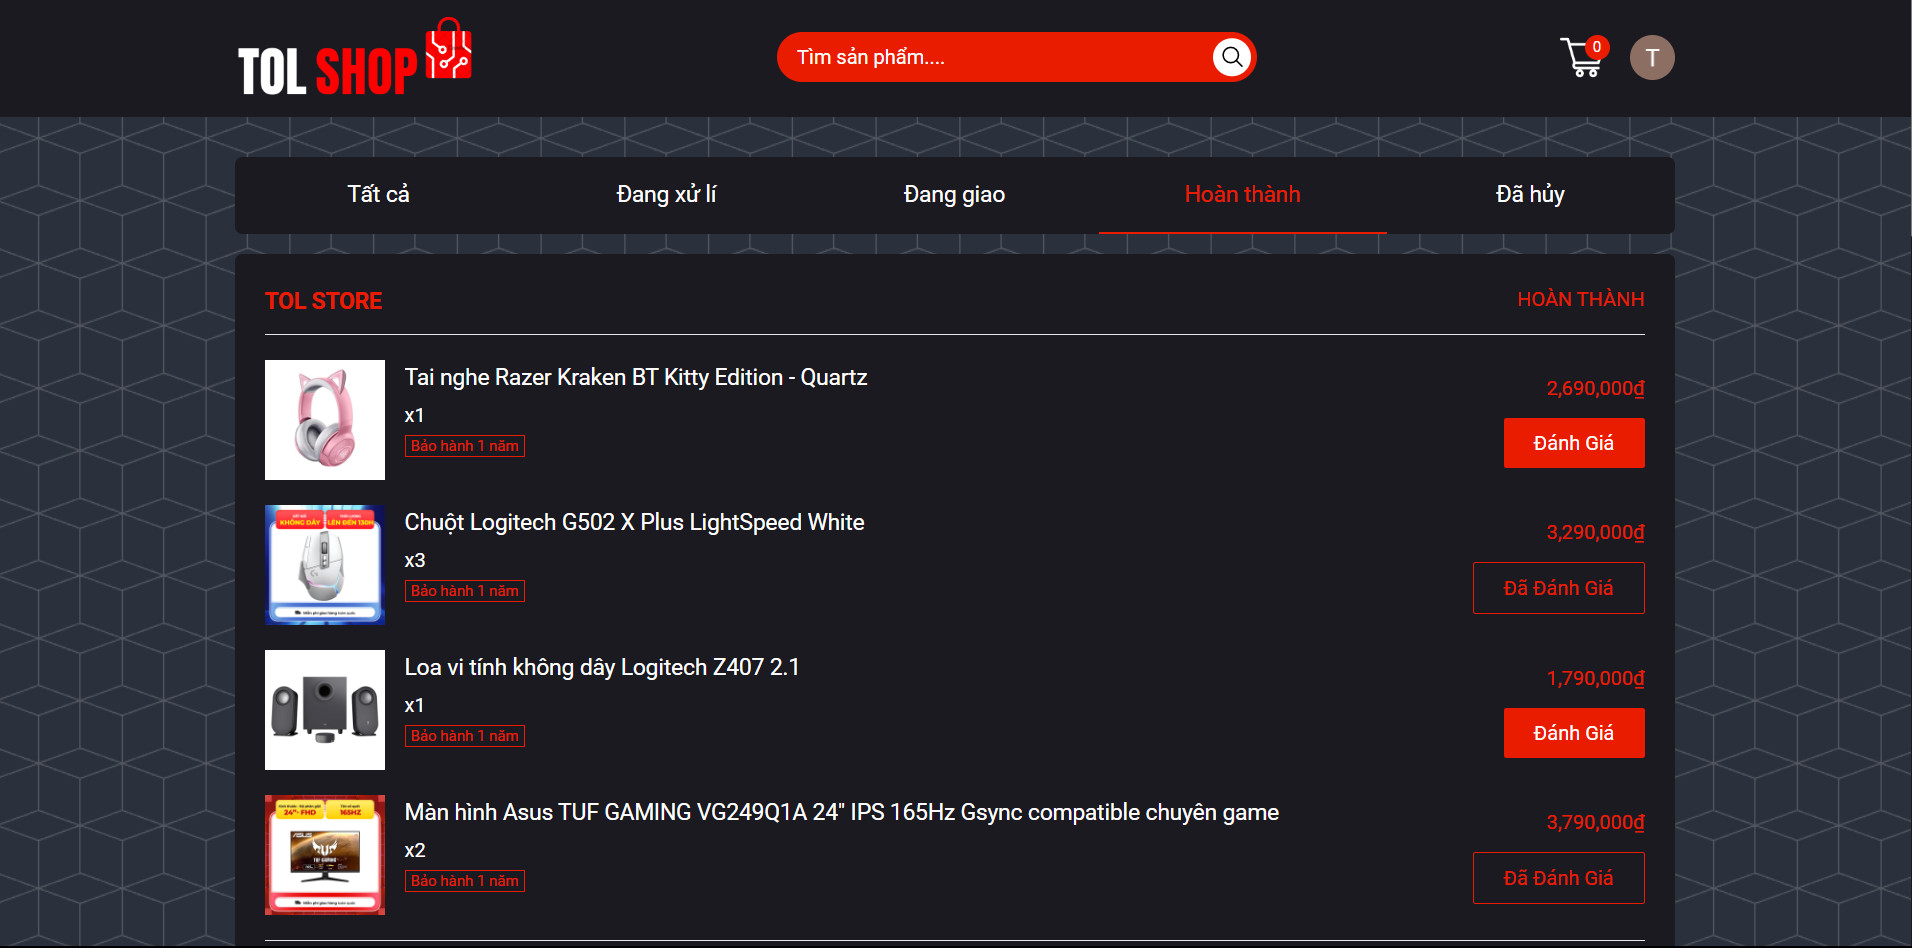 TOL SHOP
Tìm sản phẩm....
0
T
Tất cả
Đang xử lí
Đang giao
Hoàn thành
Đã hủy
TOL STORE
HOÀN THÀNH
Tai nghe Razer Kraken BT Kitty Edition - Quartz
x1
Bảo hành 1 năm
2,690,000₫
Đánh Giá
KHÔNG DÂY
LÊN ĐẾN 130H
Chuột Logitech G502 X Plus LightSpeed White
x3
Bảo hành 1 năm
3,290,000₫
Đã Đánh Giá
Loa vi tính không dây Logitech Z407 2.1
x1
Bảo hành 1 năm
1,790,000₫
Đánh Giá
24"- FHD
165HZ
ASUS
TUF GAMING
Màn hình Asus TUF GAMING VG249Q1A 24" IPS 165Hz Gsync compatible chuyên game
x2
Bảo hành 1 năm
3,790,000₫
Đã Đánh Giá